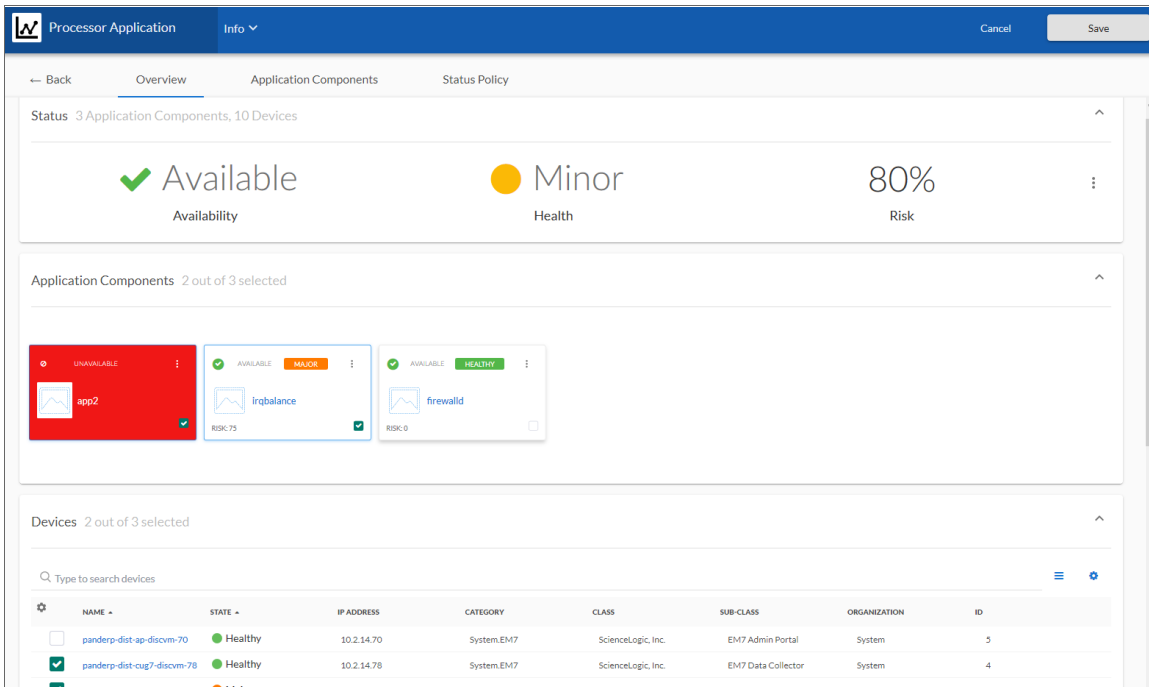 Processor Application Info Cancel Save
← Back Overview Application Components Status Policy
Status 3 Application Components, 10 Devices
Available Minor 80%
Availability Health Risk
Application Components 2 out of 3 selected
UNAVAILABLE AVAILABLE MAJOR AVAILABLE HEALTHY
app2 irqbalance firewalld
RISK: 75 RISK: 0
Devices 2 out of 3 selected
Type to search devices
NAME STATE IP ADDRESS CATEGORY CLASS SUB-CLASS ORGANIZATION ID
panderp-dist-ap-discvm-70 Healthy 10.2.14.70 System.EM7 ScienceLogic, Inc. EM7 Admin Portal System 5
panderp-dist-cug7-discvm-78 Healthy 10.2.14.78 System.EM7 ScienceLogic, Inc. EM7 Data Collector System 4